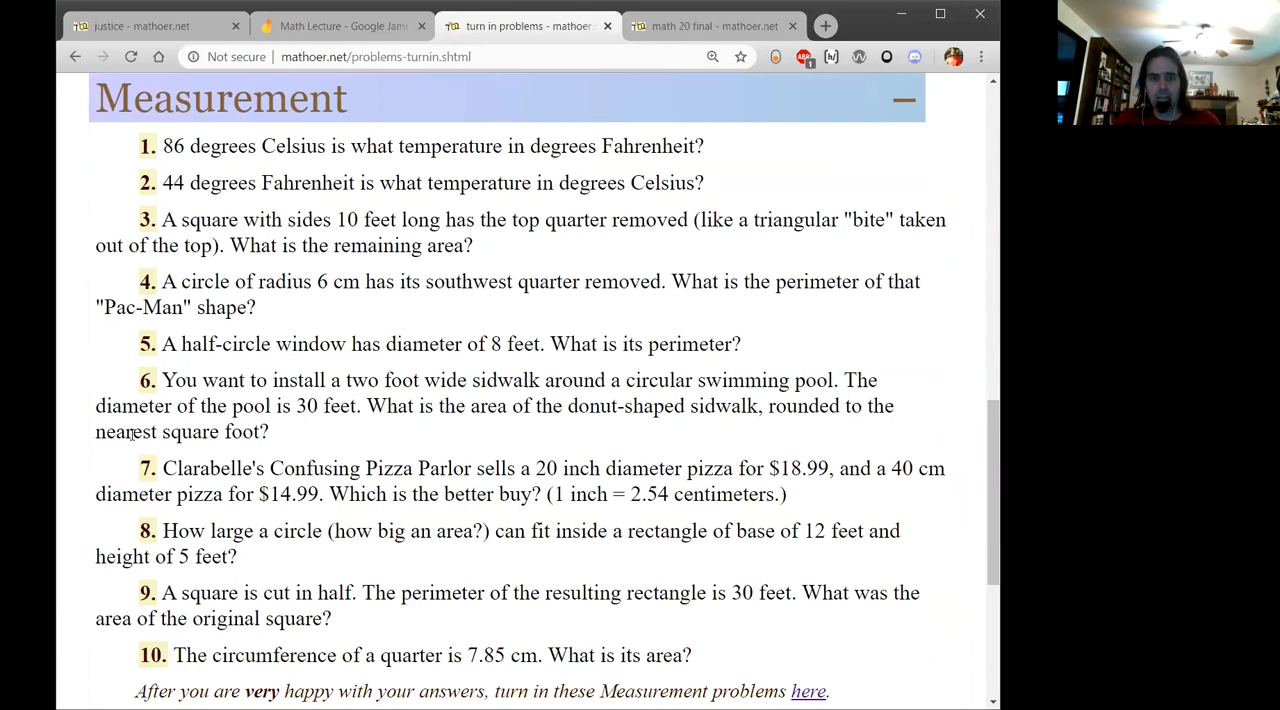 justice - mathoer.net
Math Lecture - Google Jam
turn in problems - mathoer
math 20 final - mathoer.net
Not secure | mathoer.net/problems-turnin.shtml
Measurement
1. 86 degrees Celsius is what temperature in degrees Fahrenheit?
2. 44 degrees Fahrenheit is what temperature in degrees Celsius?
3. A square with sides 10 feet long has the top quarter removed (like a triangular "bite" taken
out of the top). What is the remaining area?
4. A circle of radius 6 cm has its southwest quarter removed. What is the perimeter of that
"Pac-Man" shape?
5. A half-circle window has diameter of 8 feet. What is its perimeter?
6. You want to install a two foot wide sidwalk around a circular swimming pool. The
diameter of the pool is 30 feet. What is the area of the donut-shaped sidwalk, rounded to the
nearest square foot?
7. Clarabelle's Confusing Pizza Parlor sells a 20 inch diameter pizza for $18.99, and a 40 cm
diameter pizza for $14.99. Which is the better buy? (1 inch = 2.54 centimeters.)
8. How large a circle (how big an area?) can fit inside a rectangle of base of 12 feet and
height of 5 feet?
9. A square is cut in half. The perimeter of the resulting rectangle is 30 feet. What was the
area of the original square?
10. The circumference of a quarter is 7.85 cm. What is its area?
After you are very happy with your answers, turn in these Measurement problems here.